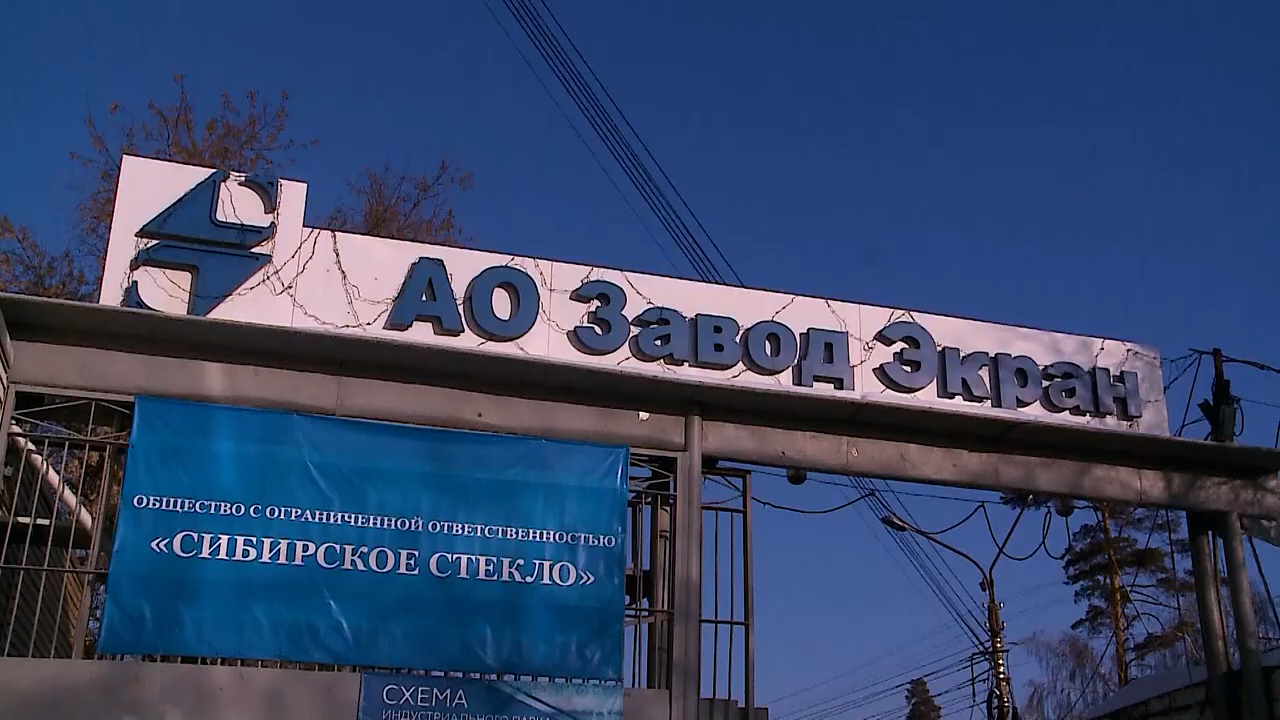 АО Завод Экран
ОБЩЕСТВО С ОГРАНИЧЕННОЙ ОТВЕТСТВЕННОСТЬЮ
«СИБИРСКОЕ СТЕКЛО»
СХЕМА
ИНДУСТРИАЛЬНОГО ПАРКА